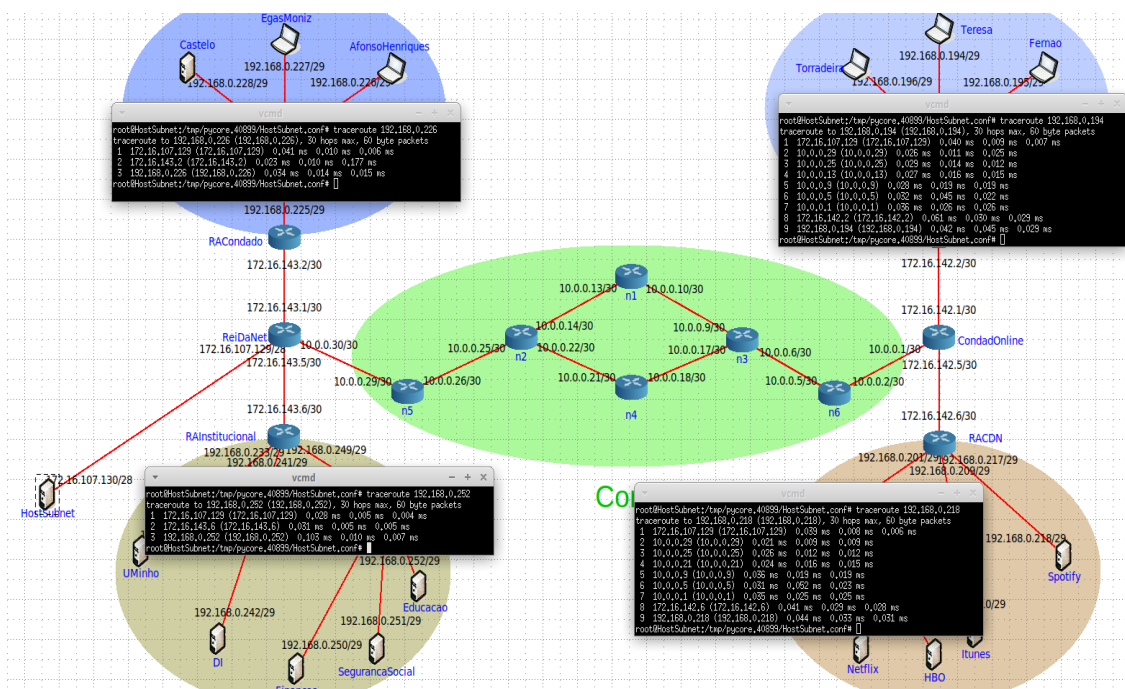 EgasMoniz
Castelo
AfonsoHenriques
192.168.0.227/29
192.168.0.228/29
192.168.0.226/29
vcmd
root@HostSubnet:/tmp/pycore.40899/HostSubnet.conf# traceroute 192.168.0.226
traceroute to 192.168.0.226 (192.168.0.226), 30 hops max, 60 byte packets
1 172.16.107.129 (172.16.107.129) 0.041 ms 0.010 ms 0.006 ms
2 172.16.143.2 (172.16.143.2) 0.023 ms 0.010 ms 0.177 ms
3 192.168.0.226 (192.168.0.226) 0.034 ms 0.014 ms 0.015 ms
root@HostSubnet:/tmp/pycore.40899/HostSubnet.conf#
192.168.0.225/29
RACondado
172.16.143.2/30
172.16.143.1/30
ReiDaNet
172.16.107.129/28
10.0.0.30/30
172.16.143.5/30
172.16.143.6/30
RAInstitucional
Teresa
Torradeira
Fernao
192.168.0.194/29
192.168.0.196/29
192.168.0.195/29
vcmd
root@HostSubnet:/tmp/pycore.40899/HostSubnet.conf# traceroute 192.168.0.194
traceroute to 192.168.0.194 (192.168.0.194), 30 hops max, 60 byte packets
1 172.16.107.129 (172.16.107.129) 0.040 ms 0.009 ms 0.007 ms
2 10.0.0.29 (10.0.0.29) 0.026 ms 0.011 ms 0.025 ms
3 10.0.0.25 (10.0.0.25) 0.029 ms 0.014 ms 0.012 ms
4 10.0.0.13 (10.0.0.13) 0.027 ms 0.016 ms 0.015 ms
5 10.0.0.9 (10.0.0.9) 0.028 ms 0.019 ms 0.019 ms
6 10.0.0.5 (10.0.0.5) 0.032 ms 0.045 ms 0.022 ms
7 10.0.0.1 (10.0.0.1) 0.036 ms 0.026 ms 0.026 ms
8 172.16.142.2 (172.16.142.2) 0.061 ms 0.030 ms 0.029 ms
9 192.168.0.194 (192.168.0.194) 0.042 ms 0.045 ms 0.029 ms
root@HostSubnet:/tmp/pycore.40899/HostSubnet.conf#
172.16.142.2/30
172.16.142.1/30
CondadOnline
172.16.142.5/30
172.16.142.6/30
RACDN
10.0.0.13/30
10.0.0.10/30
n1
10.0.0.14/30
10.0.0.9/30
10.0.0.25/30
n2
10.0.0.22/30
10.0.0.17/30
n3
10.0.0.6/30
10.0.0.1/30
10.0.0.29/30
10.0.0.26/30
10.0.0.21/30
10.0.0.18/30
10.0.0.5/30
10.0.0.2/30
n5
n4
n6
192.168.0.233/29
192.168.0.249/29
192.168.0.241/29
172.16.107.130/28
HostSubnet
vcmd
root@HostSubnet:/tmp/pycore.40899/HostSubnet.conf# traceroute 192.168.0.252
traceroute to 192.168.0.252 (192.168.0.252), 30 hops max, 60 byte packets
1 172.16.107.129 (172.16.107.129) 0.028 ms 0.005 ms 0.004 ms
2 172.16.143.6 (172.16.143.6) 0.031 ms 0.005 ms 0.005 ms
3 192.168.0.252 (192.168.0.252) 0.103 ms 0.010 ms 0.007 ms
root@HostSubnet:/tmp/pycore.40899/HostSubnet.conf#
UMinho
192.168.0.252/29
Educacao
192.168.0.242/29
192.168.0.251/29
192.168.0.250/29
DI
SegurancaSocial
192.168.0.201/29
192.168.0.217/29
192.168.0.209/29
vcmd
root@HostSubnet:/tmp/pycore.40899/HostSubnet.conf# traceroute 192.168.0.218
traceroute to 192.168.0.218 (192.168.0.218), 30 hops max, 60 byte packets
1 172.16.107.129 (172.16.107.129) 0.039 ms 0.008 ms 0.006 ms
2 10.0.0.29 (10.0.0.29) 0.021 ms 0.009 ms 0.009 ms
3 10.0.0.25 (10.0.0.25) 0.026 ms 0.012 ms 0.012 ms
4 10.0.0.21 (10.0.0.21) 0.024 ms 0.016 ms 0.015 ms
5 10.0.0.9 (10.0.0.9) 0.036 ms 0.019 ms 0.019 ms
6 10.0.0.5 (10.0.0.5) 0.031 ms 0.052 ms 0.023 ms
7 10.0.0.1 (10.0.0.1) 0.035 ms 0.025 ms 0.025 ms
8 172.16.142.6 (172.16.142.6) 0.041 ms 0.029 ms 0.028 ms
9 192.168.0.218 (192.168.0.218) 0.044 ms 0.033 ms 0.031 ms
root@HostSubnet:/tmp/pycore.40899/HostSubnet.conf#
192.168.0.218/29
Spotify
0/29
Netflix
HBO
Itunes